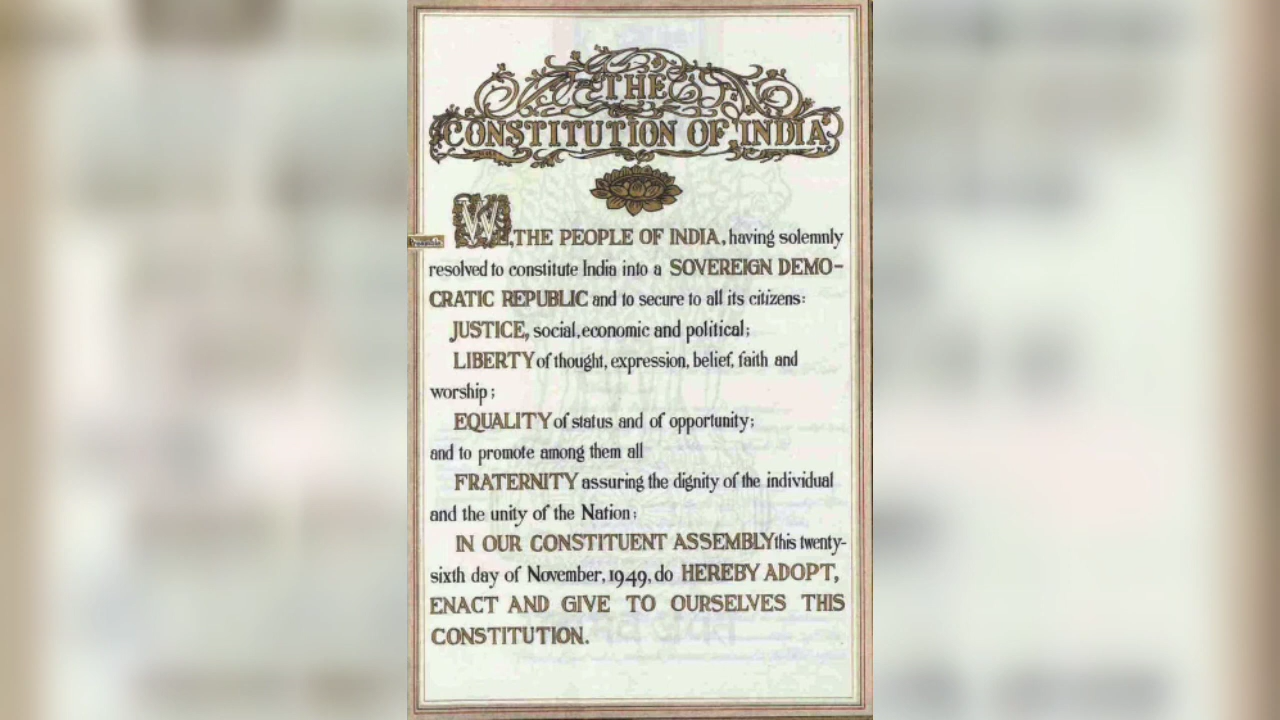 THE
CONSTITUTION OF INDIA
WE, THE PEOPLE OF INDIA, having solemnly
resolved to constitute India into a SOVEREIGN DEMO-
CRATIC REPUBLIC and to secure to all its citizens:
JUSTICE, social, economic and political;
LIBERTY of thought, expression, belief, faith and
worship;
EQUALITY of status and of opportunity;
and to promote among them all
FRATERNITY assuring the dignity of the individual
and the unity of the Nation;
IN OUR CONSTITUENT ASSEMBLY this twenty-
sixth day of November, 1949, do HEREBY ADOPT,
ENACT AND GIVE TO OURSELVES THIS
CONSTITUTION.